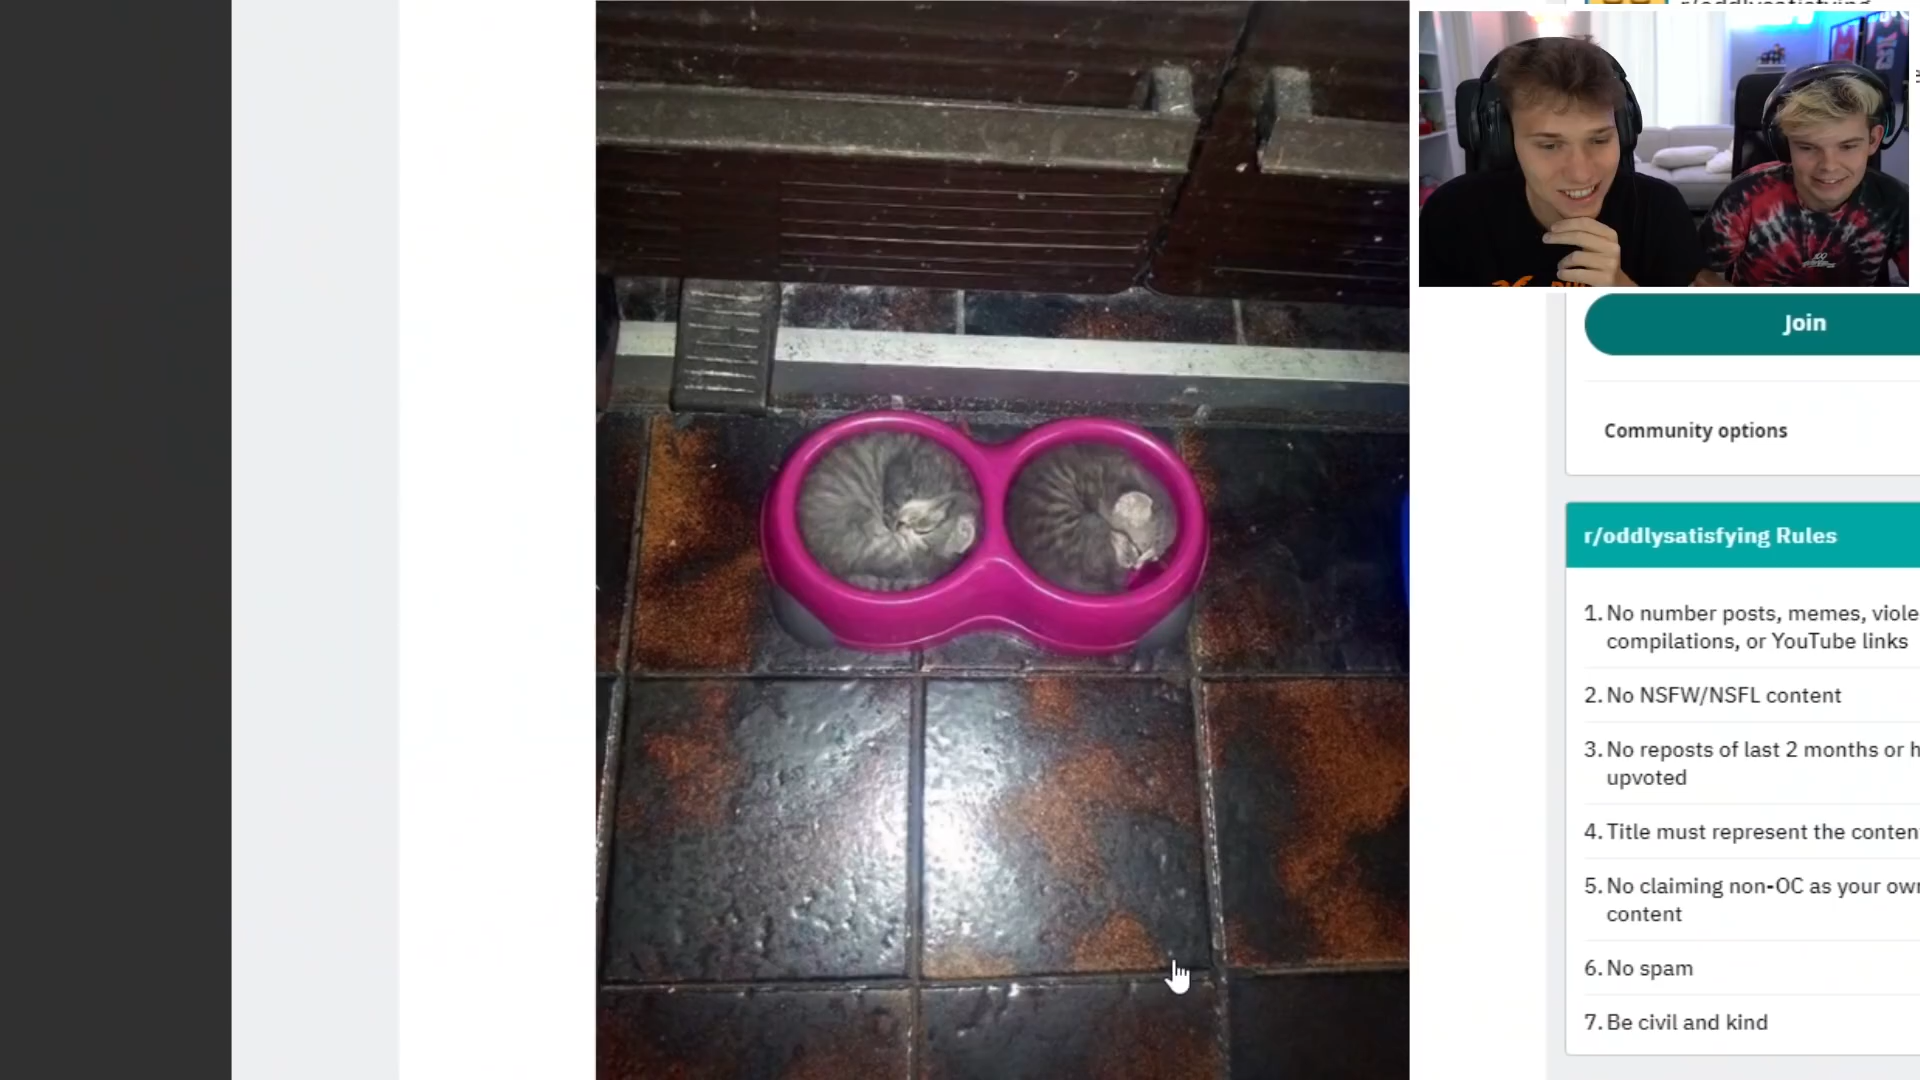 r/oddlysatisfying
Join
Community options
r/oddlysatisfying Rules
1. No number posts, memes, viole
compilations, or YouTube links
2. No NSFW/NSFL content
3. No reposts of last 2 months or h
upvoted
4. Title must represent the conten
5. No claiming non-OC as your own
content
6. No spam
7. Be civil and kind